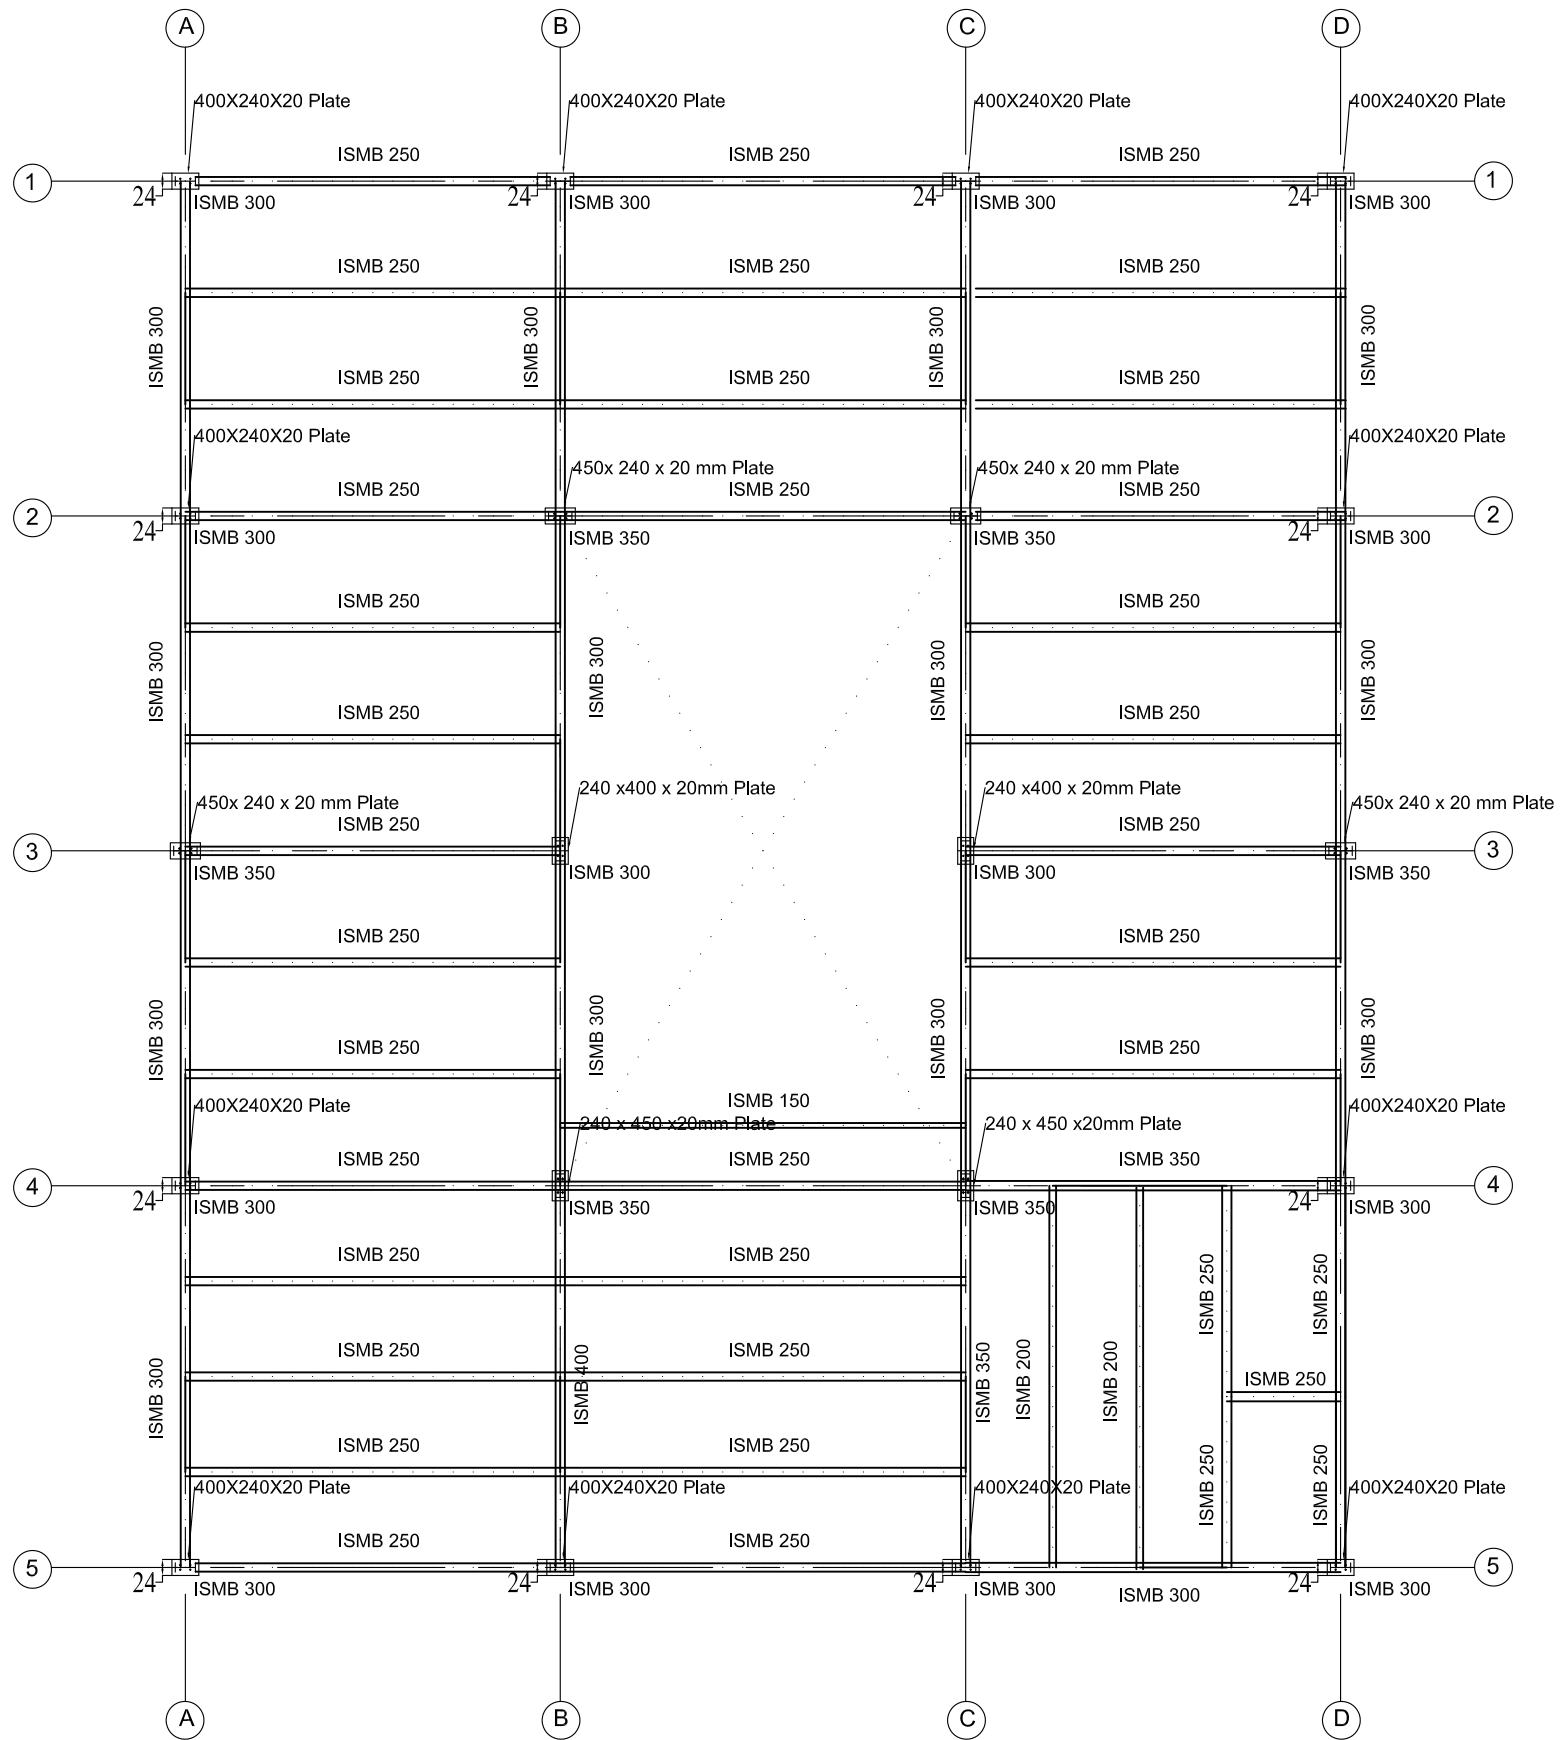 A
B
C
D
400X240X20 Plate
400X240X20 Plate
400X240X20 Plate
400X240X20 Plate
ISMB 250
ISMB 250
ISMB 250
1
1
24
ISMB 300
24
ISMB 300
24
ISMB 300
24
ISMB 300
ISMB 250
ISMB 250
ISMB 250
ISMB 300
ISMB 300
ISMB 300
ISMB 300
ISMB 250
ISMB 250
ISMB 250
400X240X20 Plate
400X240X20 Plate
450x 240 x 20 mm Plate
450x 240 x 20 mm Plate
ISMB 250
ISMB 250
ISMB 250
2
2
24
ISMB 300
ISMB 350
ISMB 350
24
ISMB 300
ISMB 250
ISMB 250
ISMB 300
ISMB 300
ISMB 300
ISMB 300
ISMB 250
ISMB 250
240 x400 x 20mm Plate
240 x400 x 20mm Plate
450x 240 x 20 mm Plate
450x 240 x 20 mm Plate
ISMB 250
ISMB 250
3
3
ISMB 350
ISMB 300
ISMB 300
ISMB 350
ISMB 250
ISMB 250
ISMB 300
ISMB 300
ISMB 300
ISMB 300
ISMB 250
ISMB 250
ISMB 150
400X240X20 Plate
400X240X20 Plate
240 x 450 x20mm Plate
240 x 450 x20mm Plate
ISMB 250
ISMB 250
ISMB 350
4
4
24
ISMB 300
ISMB 350
ISMB 350
24
ISMB 300
ISMB 250
ISMB 250
ISMB 250
ISMB 250
ISMB 250
ISMB 250
ISMB 300
ISMB 400
ISMB 350
ISMB 200
ISMB 200
ISMB 250
ISMB 250
ISMB 250
ISMB 250
ISMB 250
ISMB 250
400X240X20 Plate
400X240X20 Plate
400X240X20 Plate
400X240X20 Plate
ISMB 250
ISMB 250
5
5
24
ISMB 300
24
ISMB 300
24
ISMB 300
ISMB 300
24
ISMB 300
A
B
C
D